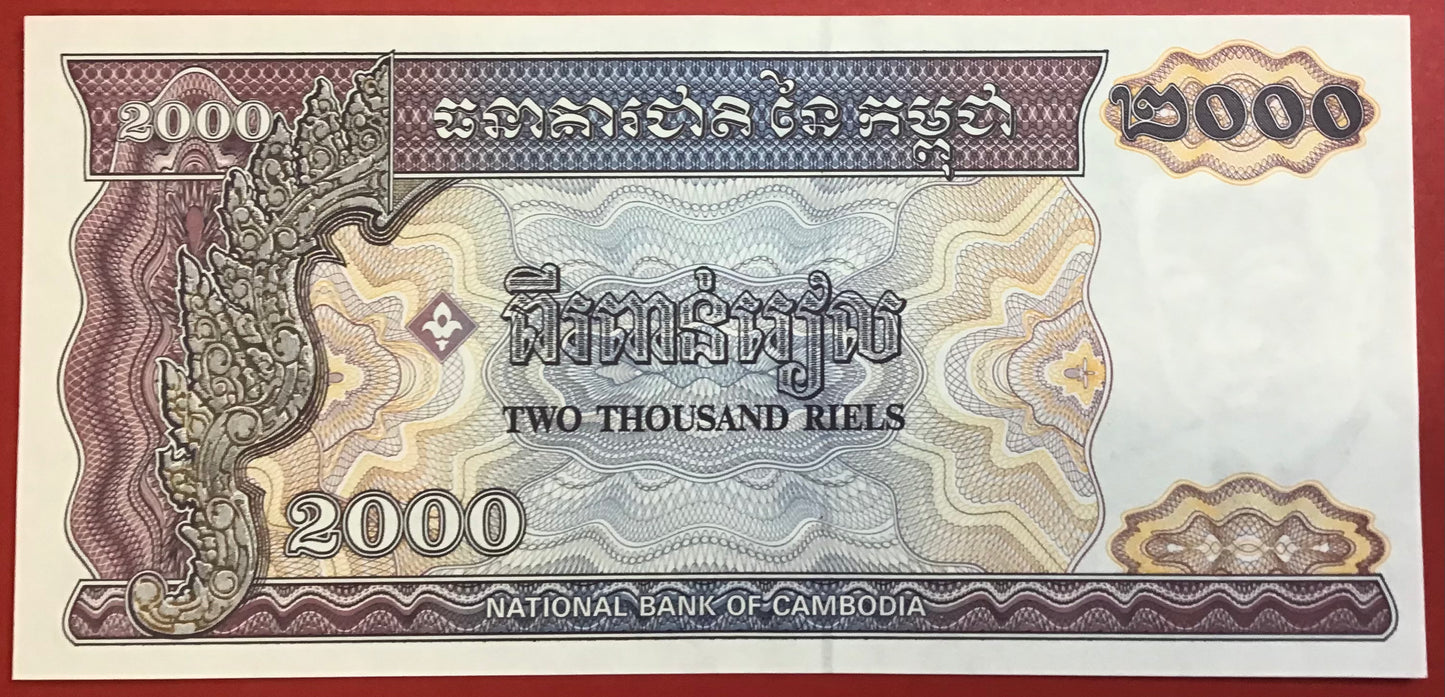 2000
ធនាគារជាតិ នៃ កម្ពុជា
២០០០
ពីរពាន់រៀល
TWO THOUSAND RIELS
2000
NATIONAL BANK OF CAMBODIA